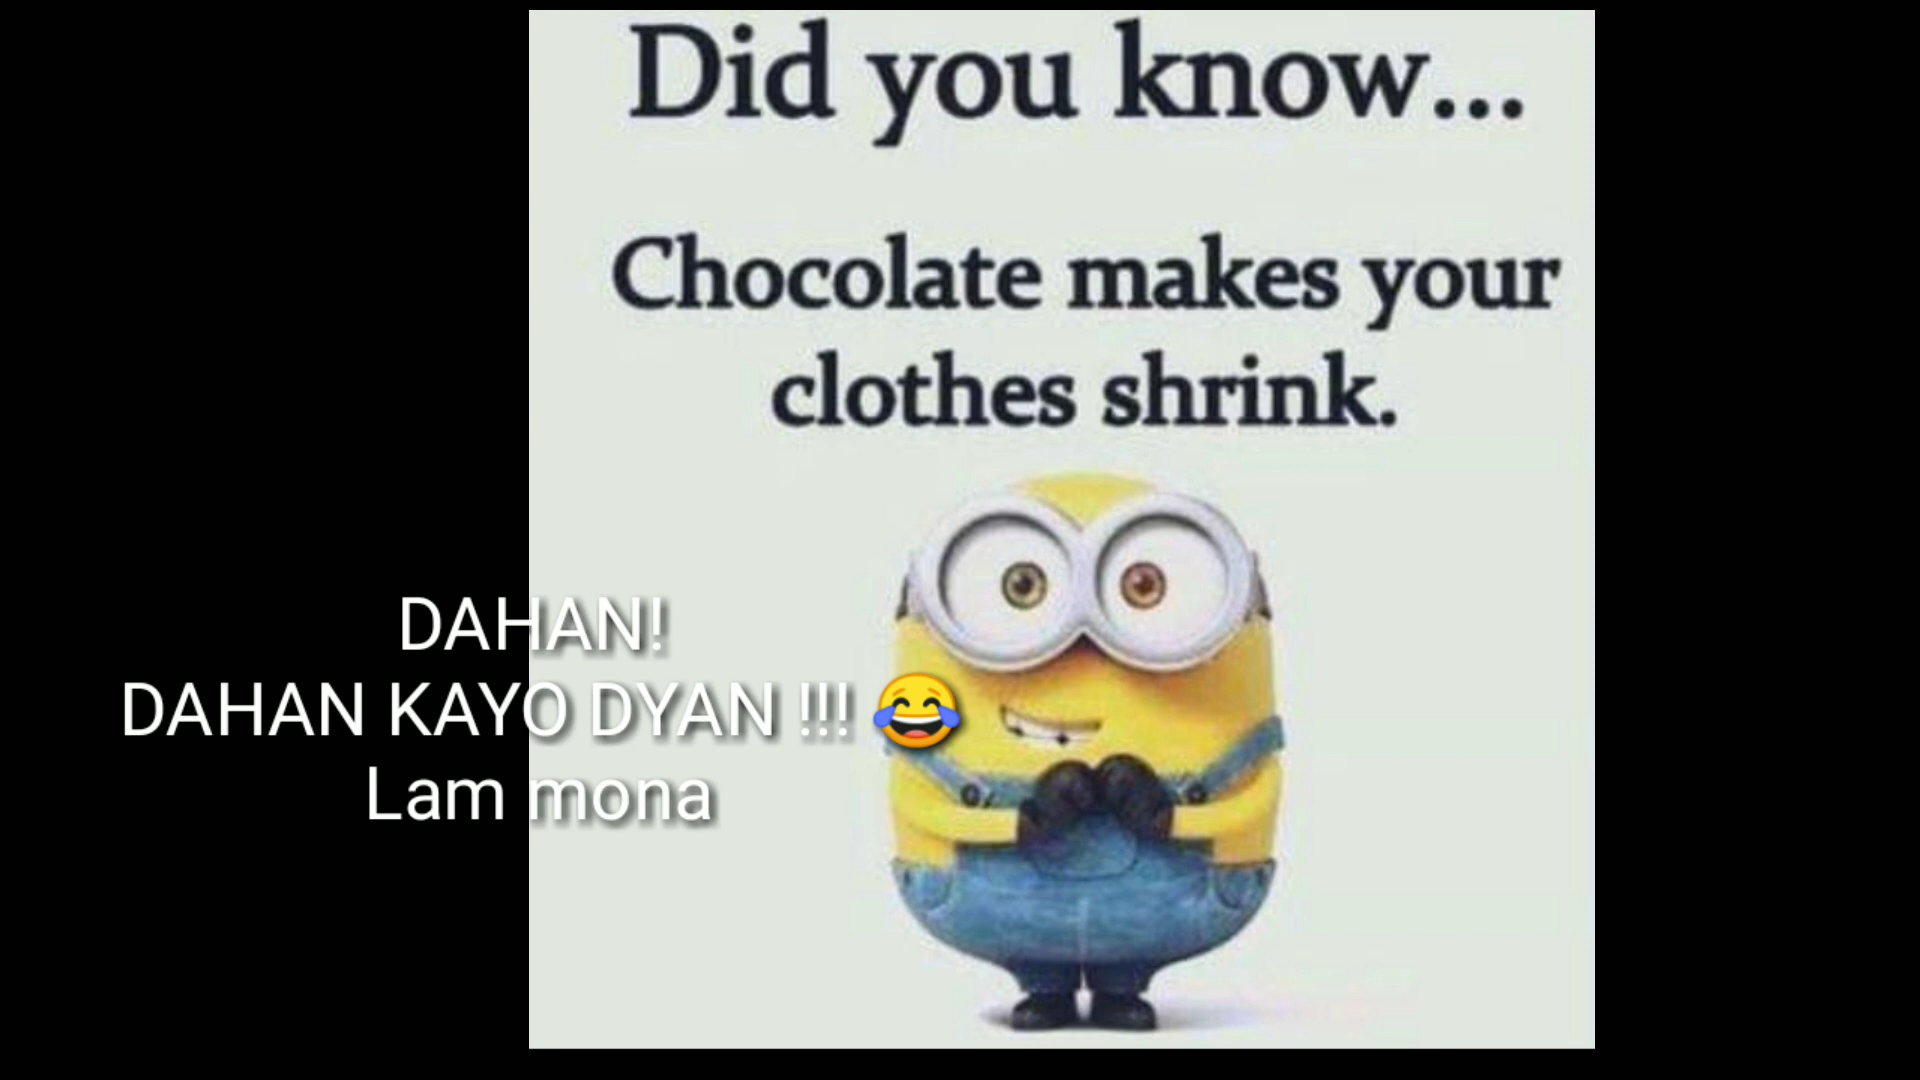 Did you know...
Chocolate makes your
clothes shrink.
DAHAN!
DAHAN KAYO DYAN !!! 😂
Lam mona